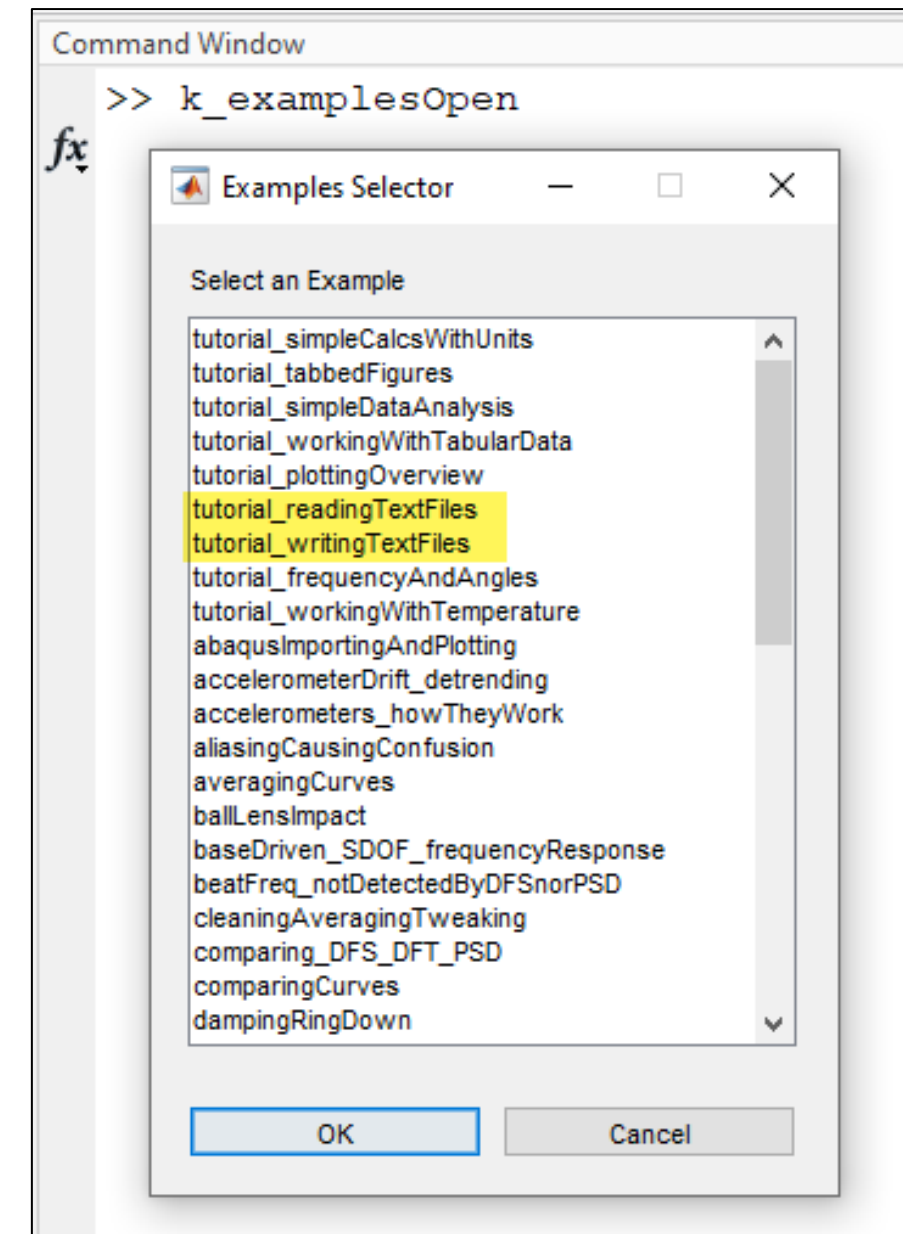 Command Window
>> k_examplesOpen
fx
Examples Selector
Select an Example
tutorial_simpleCalcsWithUnits
tutorial_tabbedFigures
tutorial_simpleDataAnalysis
tutorial_workingWithTabularData
tutorial_plottingOverview
tutorial_readingTextFiles
tutorial_writingTextFiles
tutorial_frequencyAndAngles
tutorial_workingWithTemperature
abaqusImportingAndPlotting
accelerometerDrift_detrending
accelerometers_howTheyWork
aliasingCausingConfusion
averagingCurves
ballLensImpact
baseDriven_SDOF_frequencyResponse
beatFreq_notDetectedByDFSnorPSD
cleaningAveragingTweaking
comparing_DFS_DFT_PSD
comparingCurves
dampingRingDown
OK Cancel